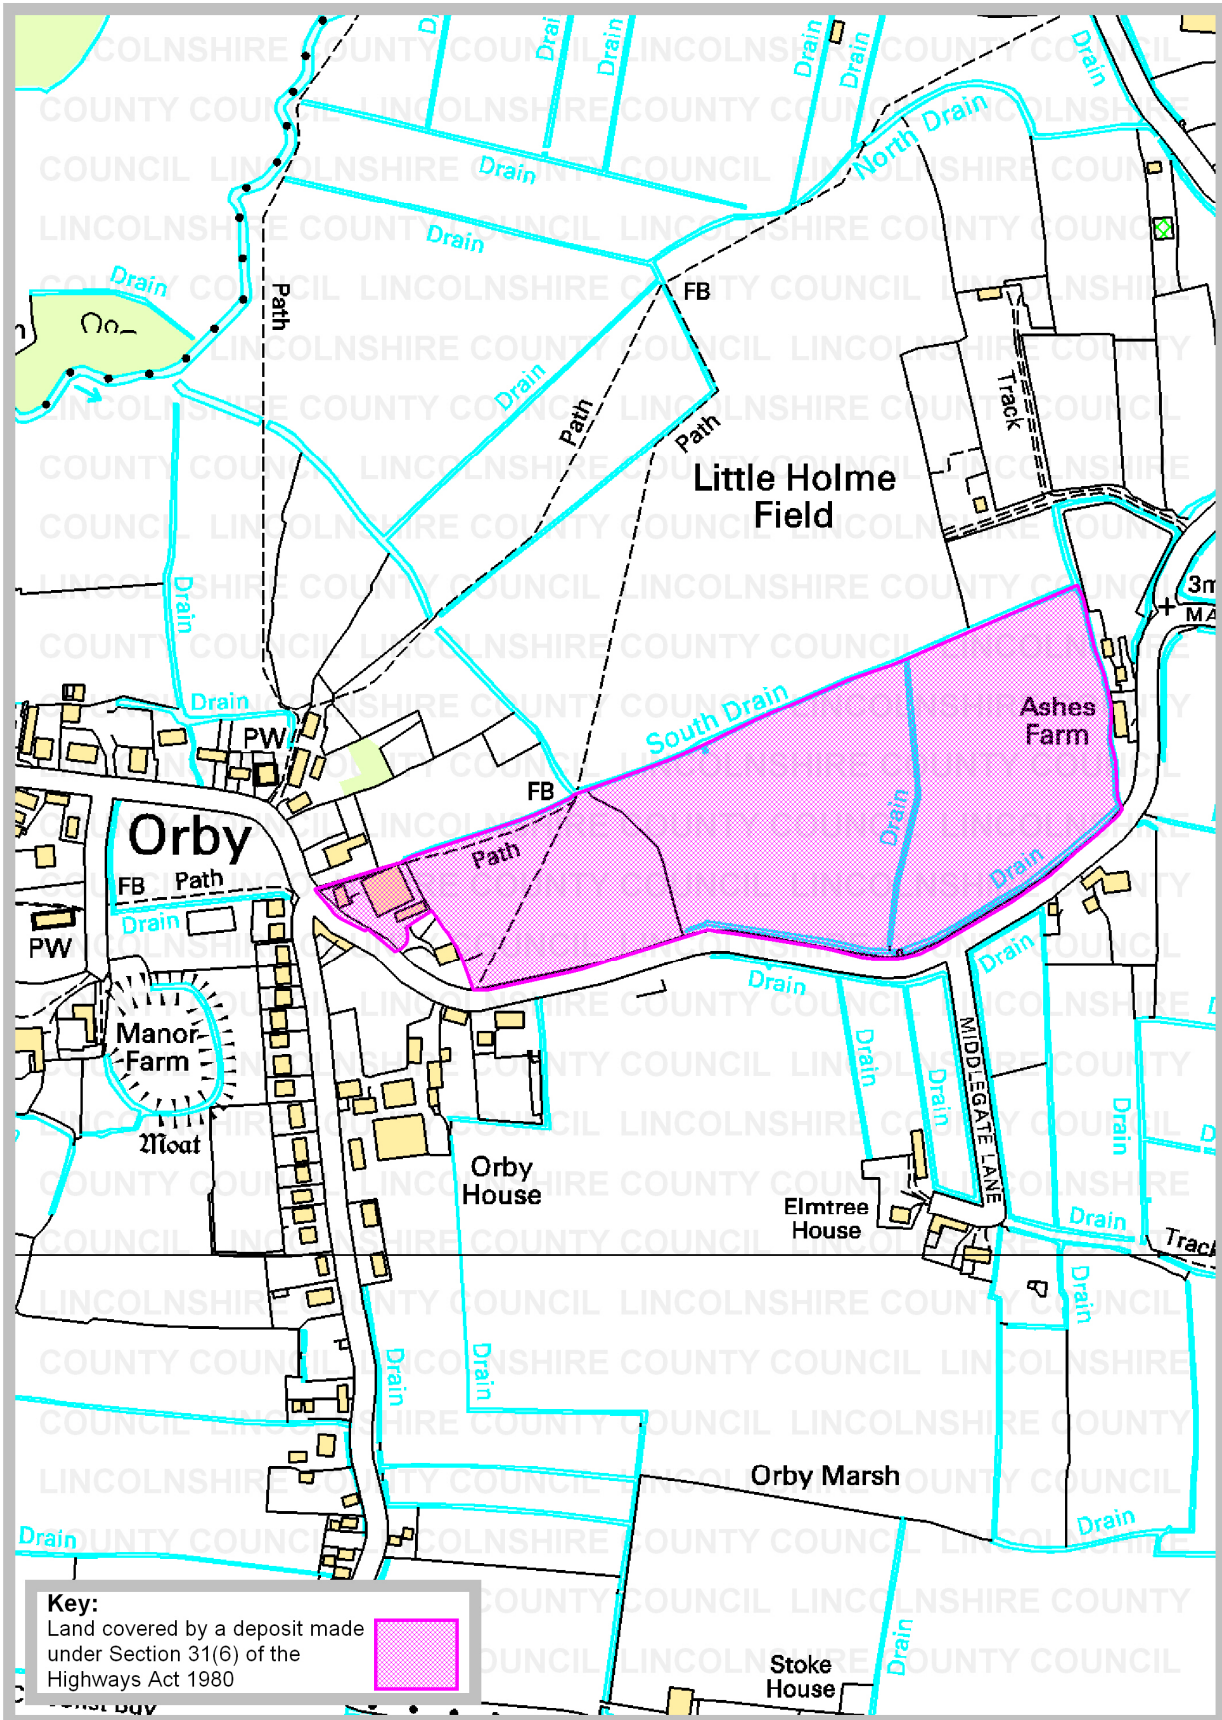 Drain
Drain
Drain
Drain
Drain
Drain
North Drain
Drain
Drain
Drain
Path
FB
Drain
Track
Path
Path
Little Holme
Field
Drain
3m
MA
Drain
South Drain
Ashes
Farm
PW
FB
Orby
Drain
Path
FB
Path
Drain
Drain
PW
Drain
Drain
Manor
Farm
Drain
MIDDLEGATE LANE
Drain
Drain
Moat
Orby
House
Elmtree
House
Drain
Track
Drain
Drain
Drain
Orby Marsh
Drain
Drain
Drain
Stoke
House
Key:
Land covered by a deposit made
under Section 31(6) of the
Highways Act 1980
LINCOLNSHIRE COUNTY COUNCIL